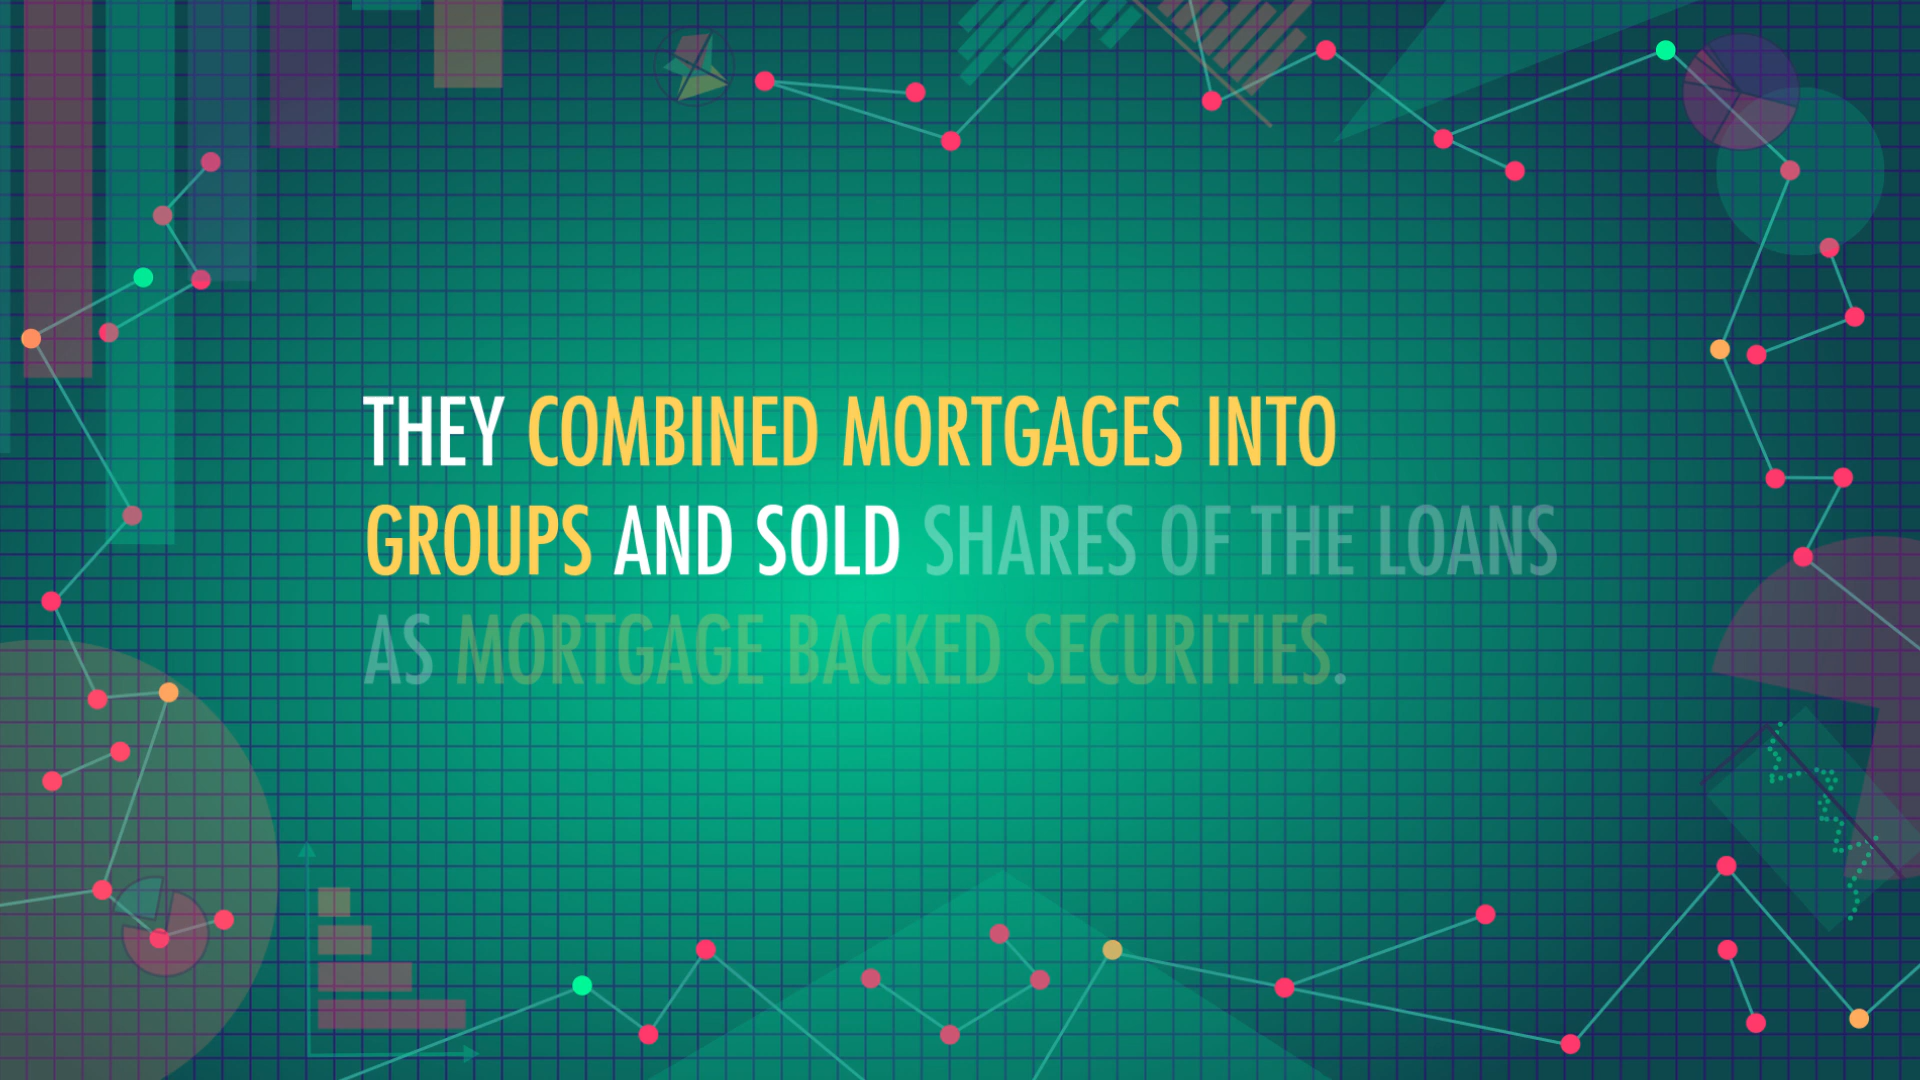 THEY COMBINED MORTGAGES INTO
GROUPS AND SOLD SHARES OF THE LOANS
AS MORTGAGE BACKED SECURITIES.